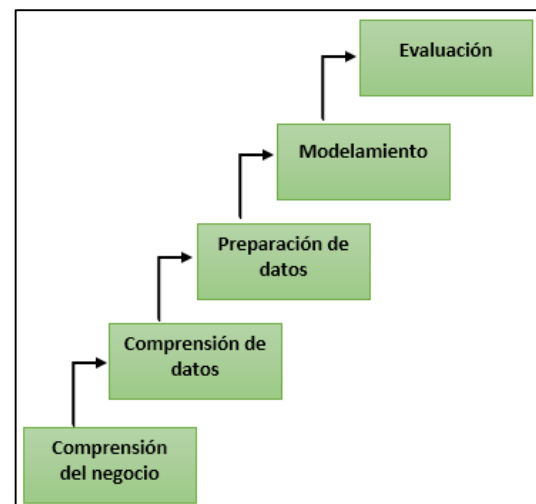 Evaluación
Modelamiento
Preparación de
datos
Comprensión de
datos
Comprensión
del negocio